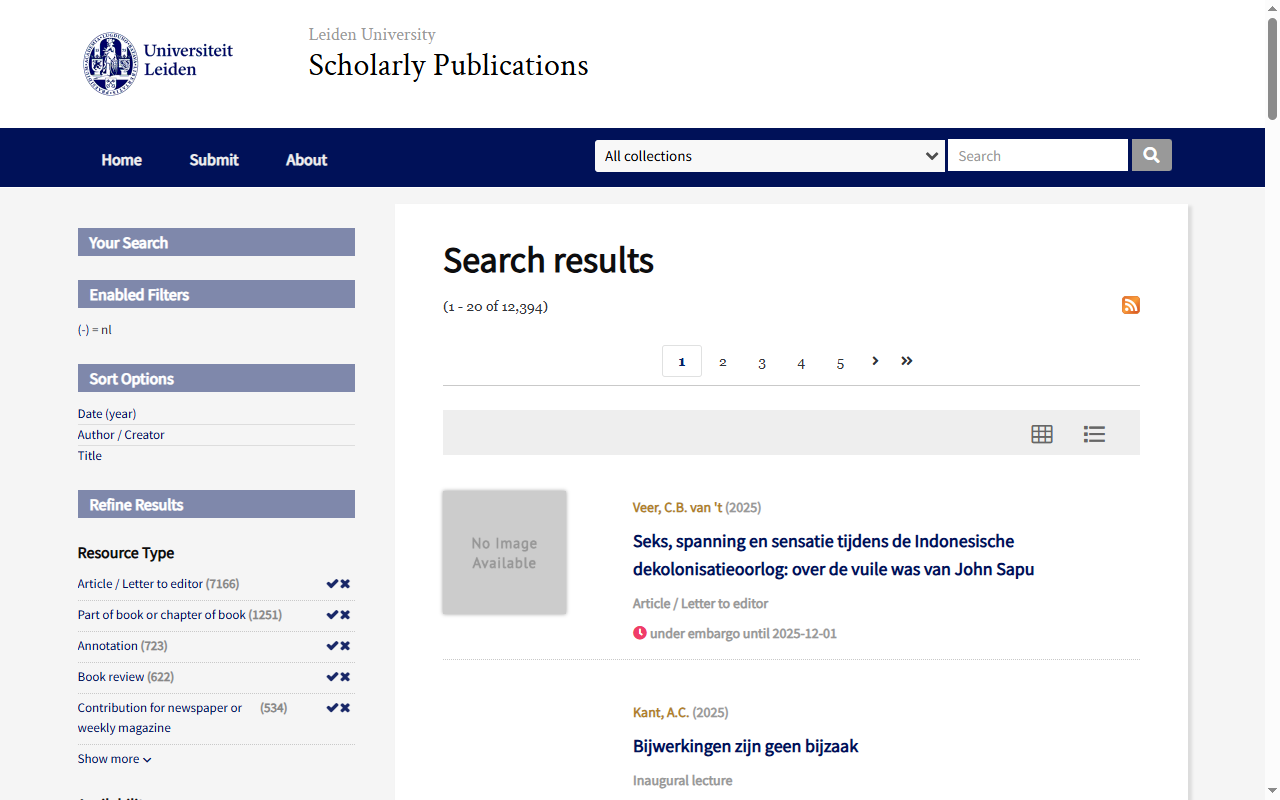 Universiteit
Leiden
Leiden University
Scholarly Publications
Home
Submit
About
All collections
Search
Your Search
Enabled Filters
(-) = nl
Sort Options
Date (year)
Author / Creator
Title
Refine Results
Resource Type
Article / Letter to editor (7166)
Part of book or chapter of book (1251)
Annotation (723)
Book review (622)
Contribution for newspaper or (534)
weekly magazine
Show more
Search results
(1 - 20 of 12,394)
1 2 3 4 5 › »
No Image
Available
Veer, C.B. van 't (2025)
Seks, spanning en sensatie tijdens de Indonesische
dekolonisatieoorlog: over de vuile was van John Sapu
Article / Letter to editor
under embargo until 2025-12-01
Kant, A.C. (2025)
Bijwerkingen zijn geen bijzaak
Inaugural lecture